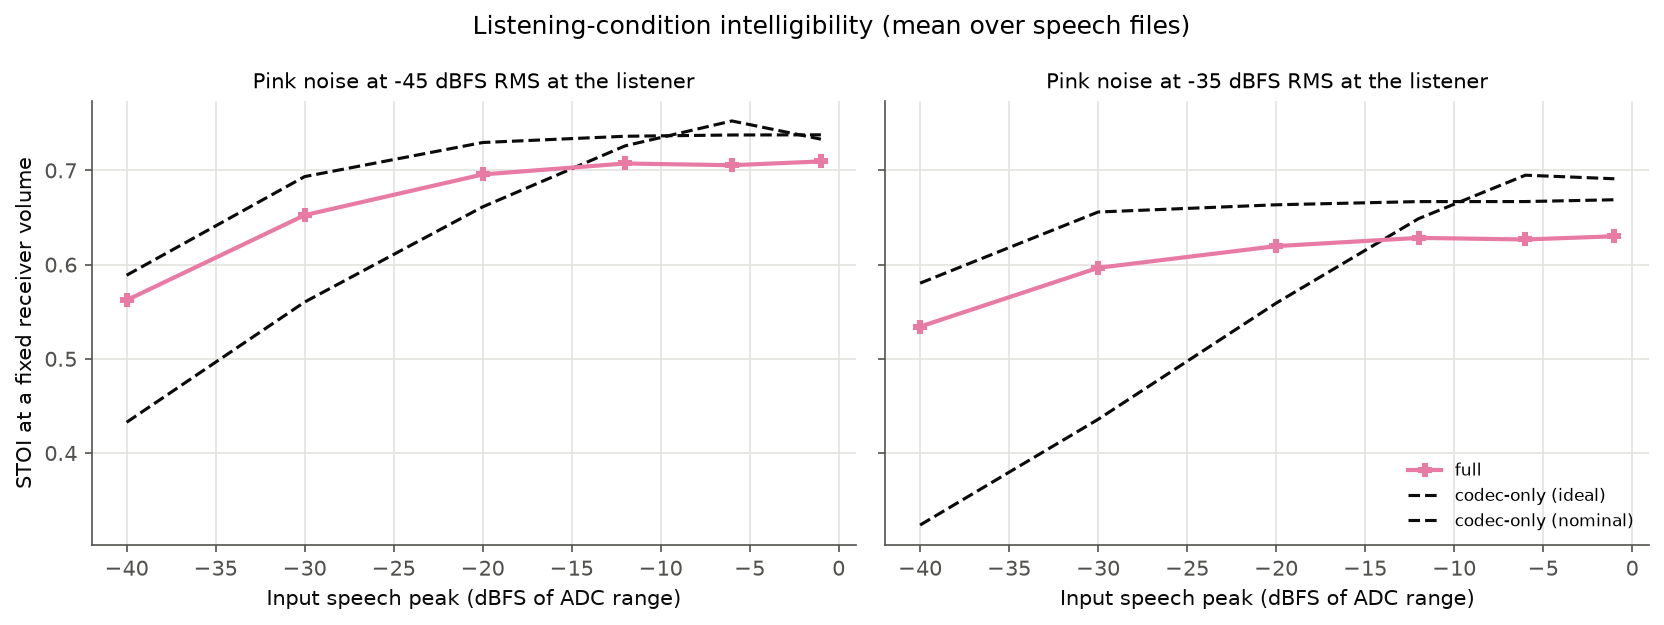 Listening-condition intelligibility (mean over speech files)
Pink noise at -45 dBFS RMS at the listener
Pink noise at -35 dBFS RMS at the listener
STOI at a fixed receiver volume
0.7
0.6
0.5
0.4
−40 −35 −30 −25 −20 −15 −10 −5 0
Input speech peak (dBFS of ADC range)
full
codec-only (ideal)
codec-only (nominal)
−40 −35 −30 −25 −20 −15 −10 −5 0
Input speech peak (dBFS of ADC range)